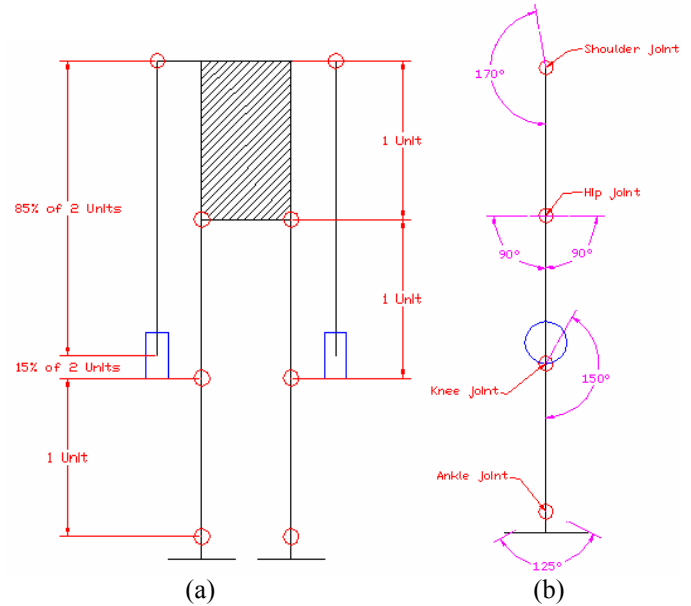 85% of 2 Units
15% of 2 Units
1 Unit
1 Unit
1 Unit
(a)
Shoulder joint
170°
Hip joint
90°
90°
Knee joint
150°
Ankle joint
125°
(b)